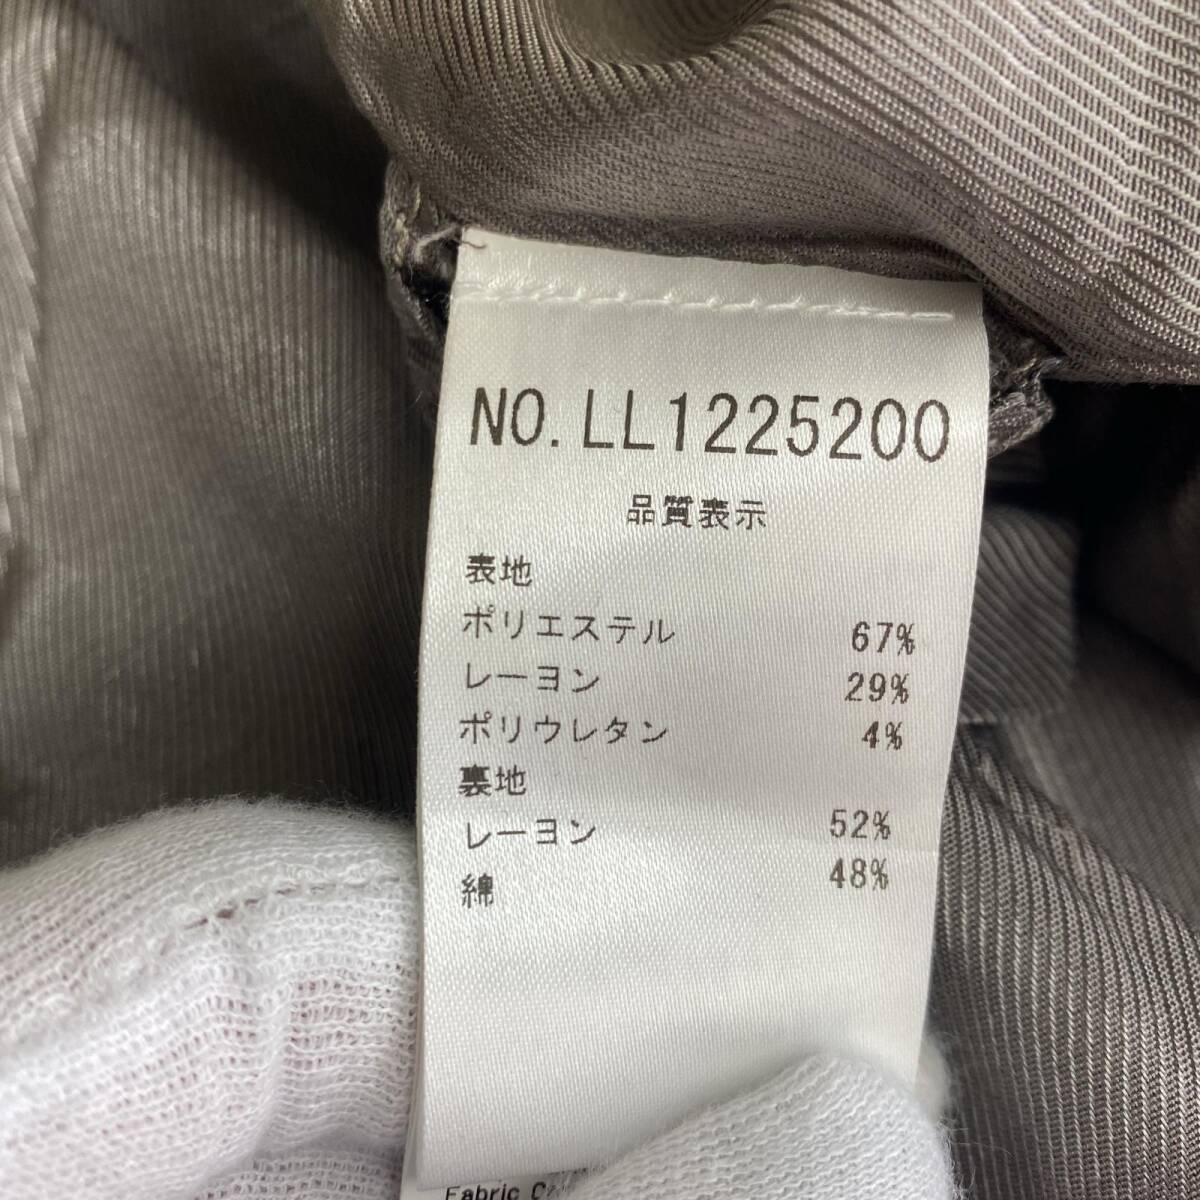 NO. LL1225200
品質表示
表地
ポリエステル 67%
レーヨン 29%
ポリウレタン 4%
裏地
レーヨン 52%
綿 48%
Fabric